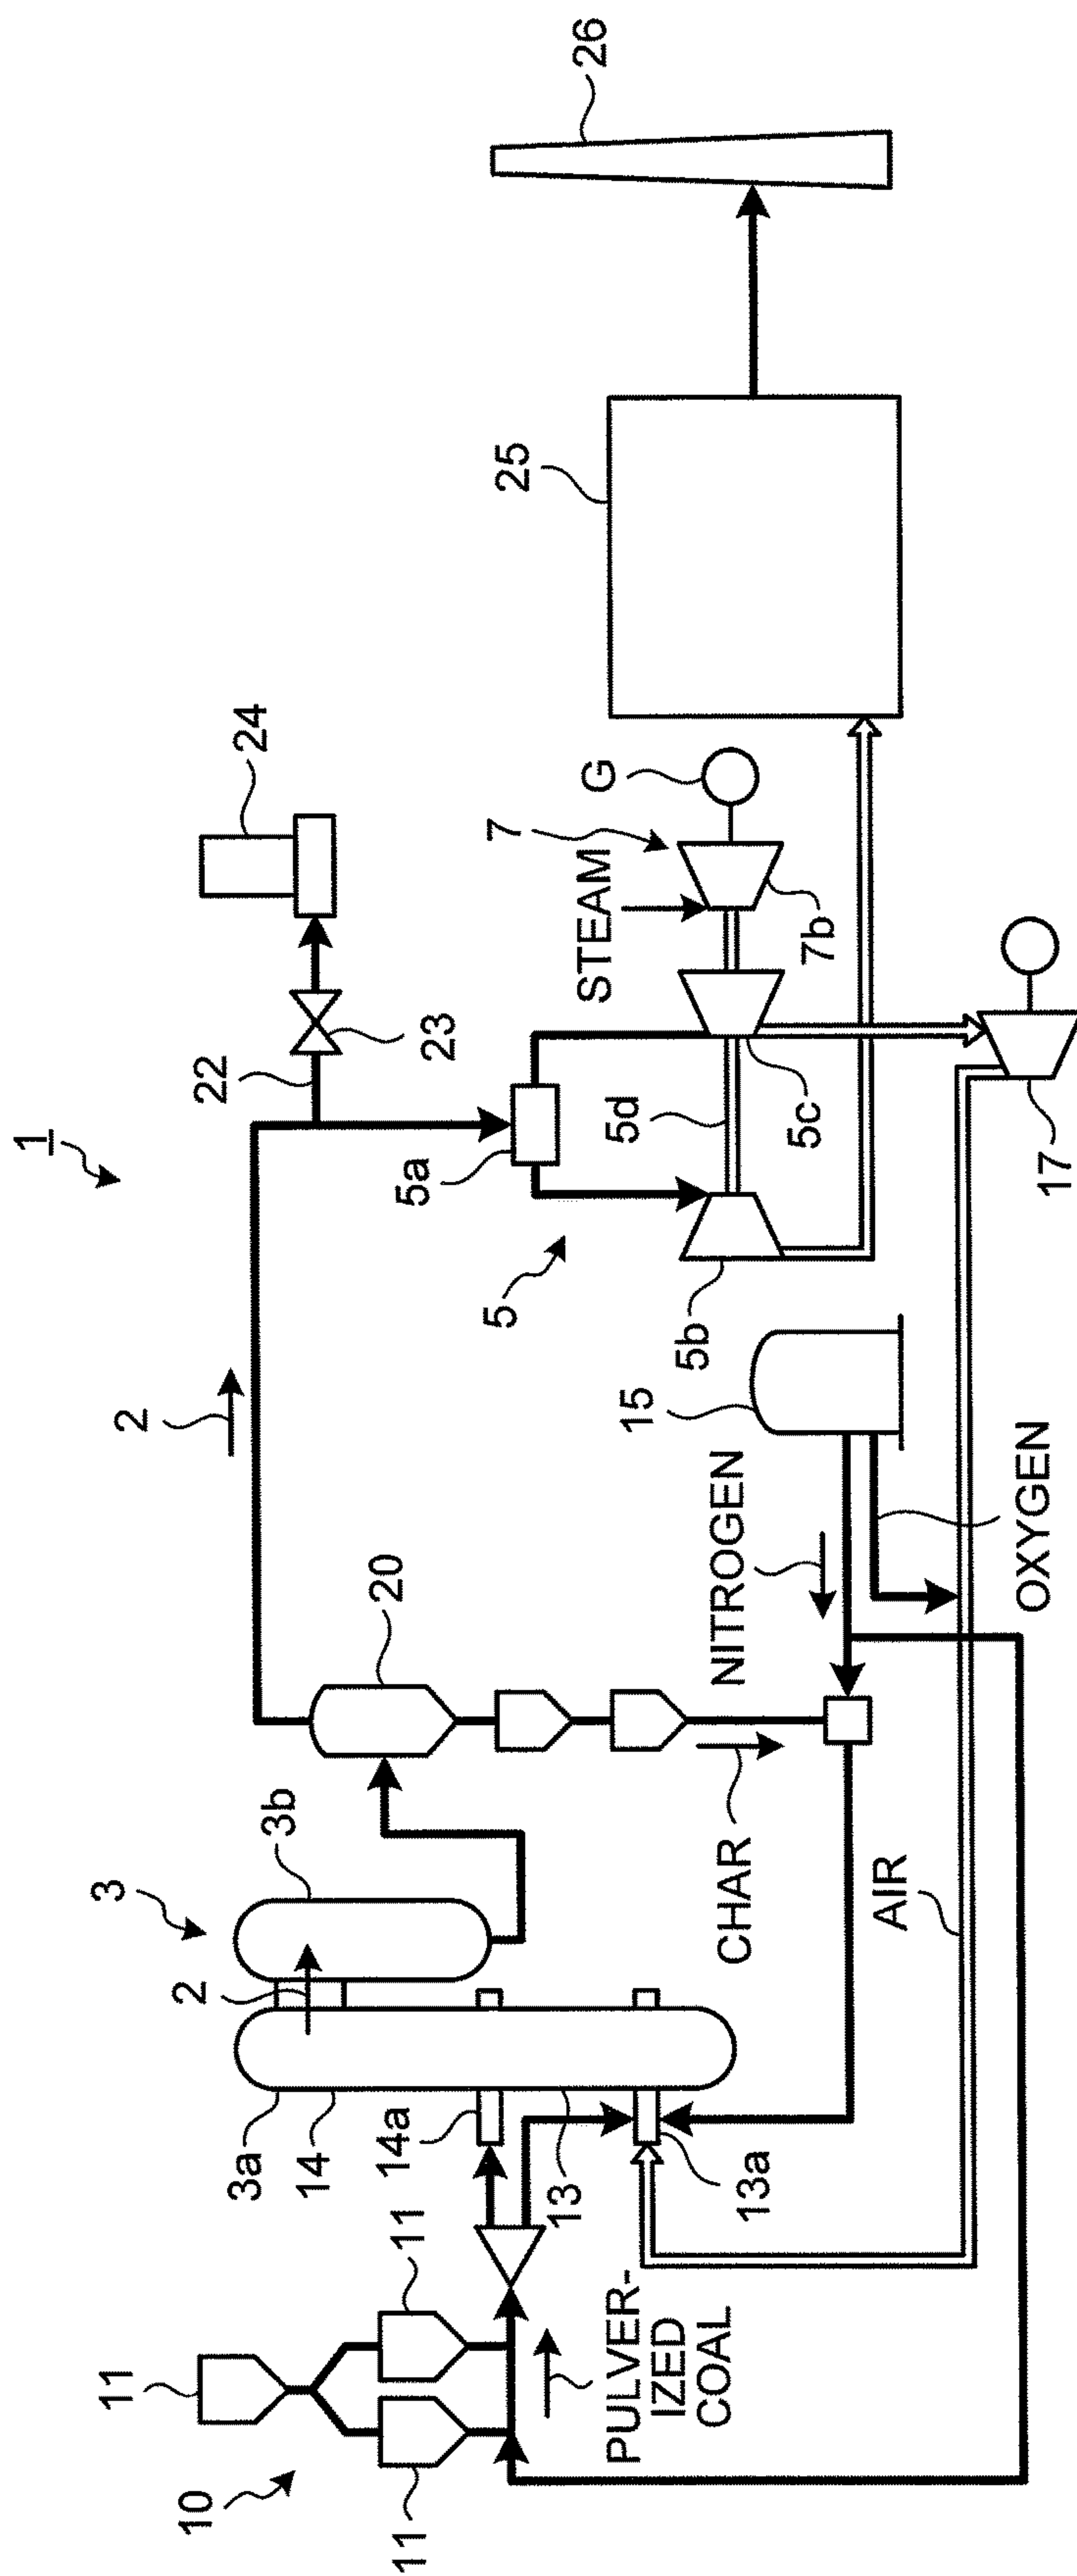 1
26
24
2
22
23
25
7
STEAM
G
5a
5
5d
7b
5c
5b
17
15
NITROGEN
OXYGEN
20
3
3b
2
CHAR
AIR
3a
14
14a
13
13a
11
11
11
10
PULVER-
IZED
COAL